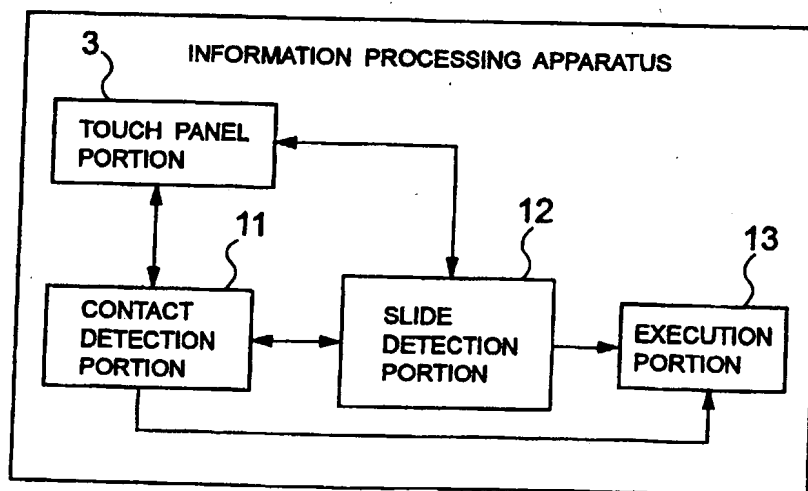 INFORMATION PROCESSING APPARATUS
3
TOUCH PANEL
PORTION
11
CONTACT
DETECTION
PORTION
12
SLIDE
DETECTION
PORTION
13
EXECUTION
PORTION